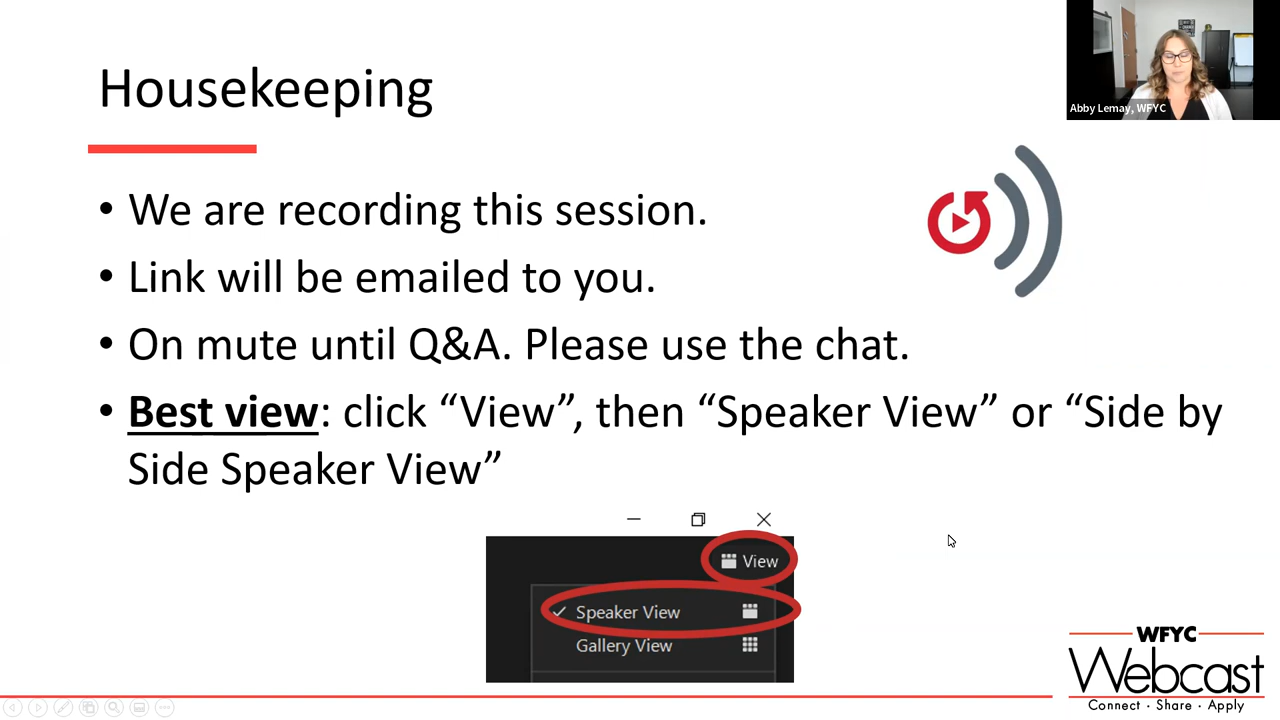 Housekeeping
Abby Lemay, WFYC
• We are recording this session.
• Link will be emailed to you.
• On mute until Q&A. Please use the chat.
• Best view: click “View”, then “Speaker View” or “Side by
Side Speaker View”
View
Speaker View
Gallery View
WFYC
Webcast
Connect · Share · Apply